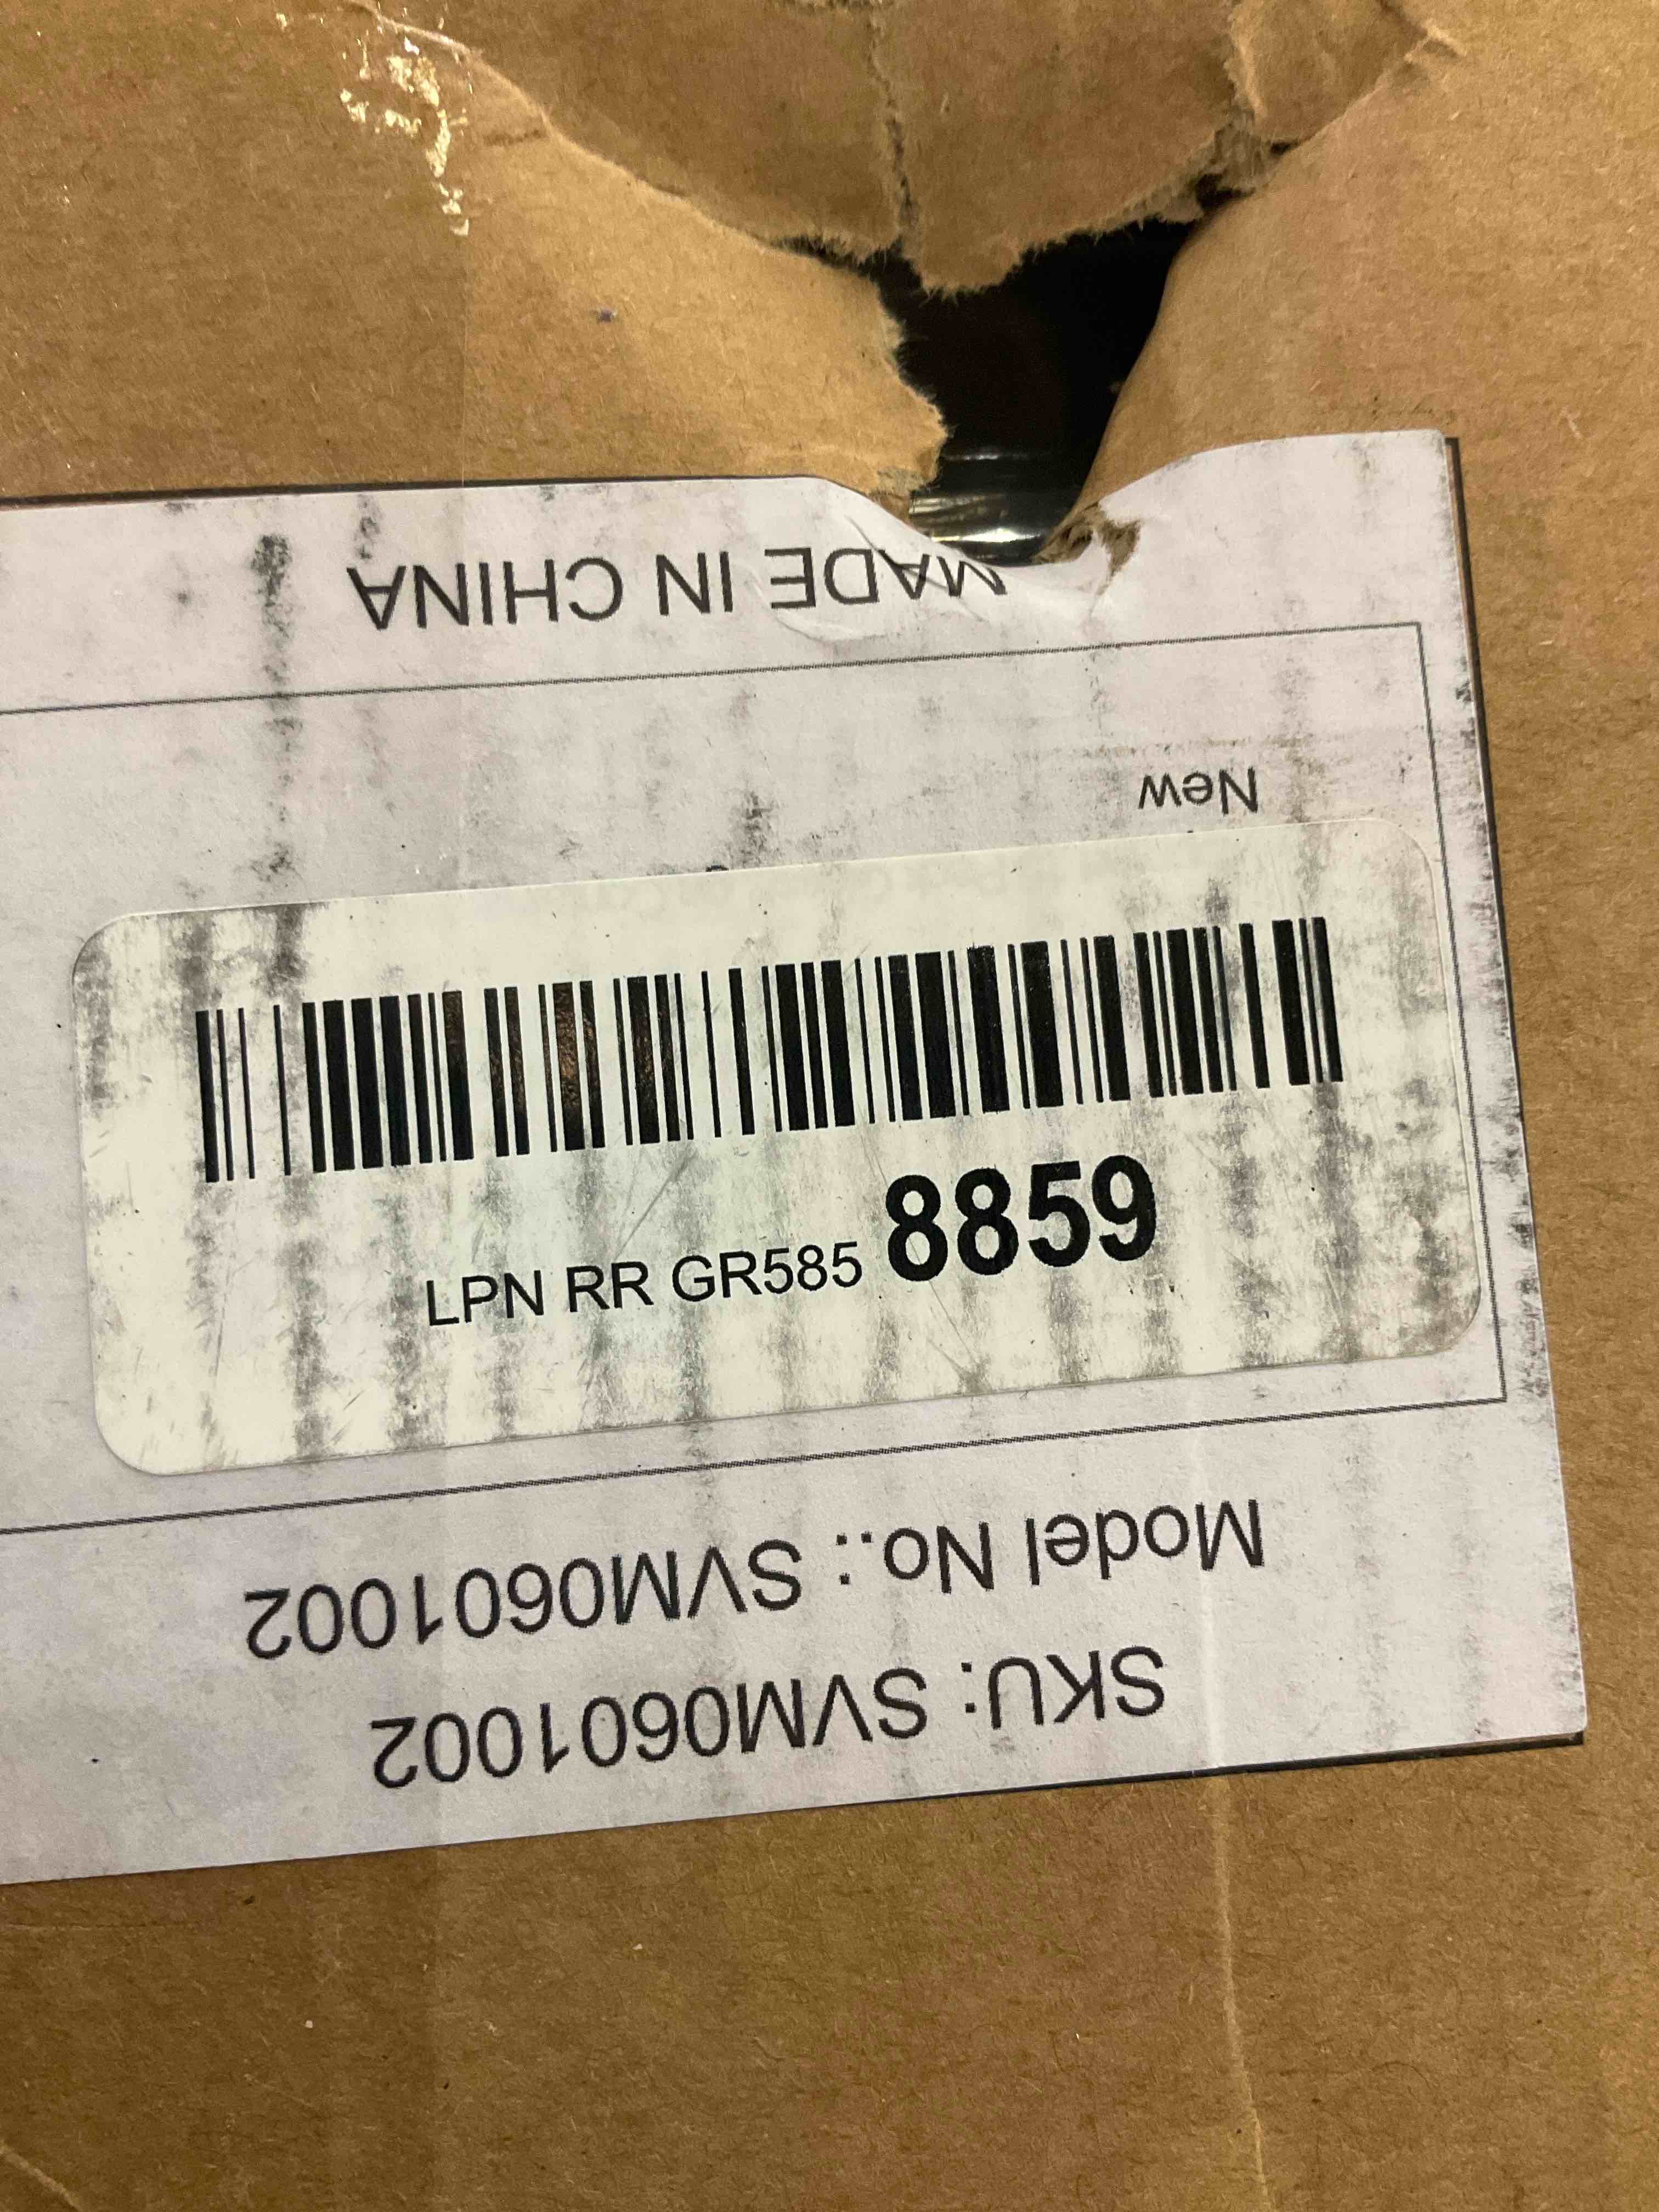 SKU: SVM0601002
Model No.: SVM0601002
LPN RR GR585 8859
New
MADE IN CHINA